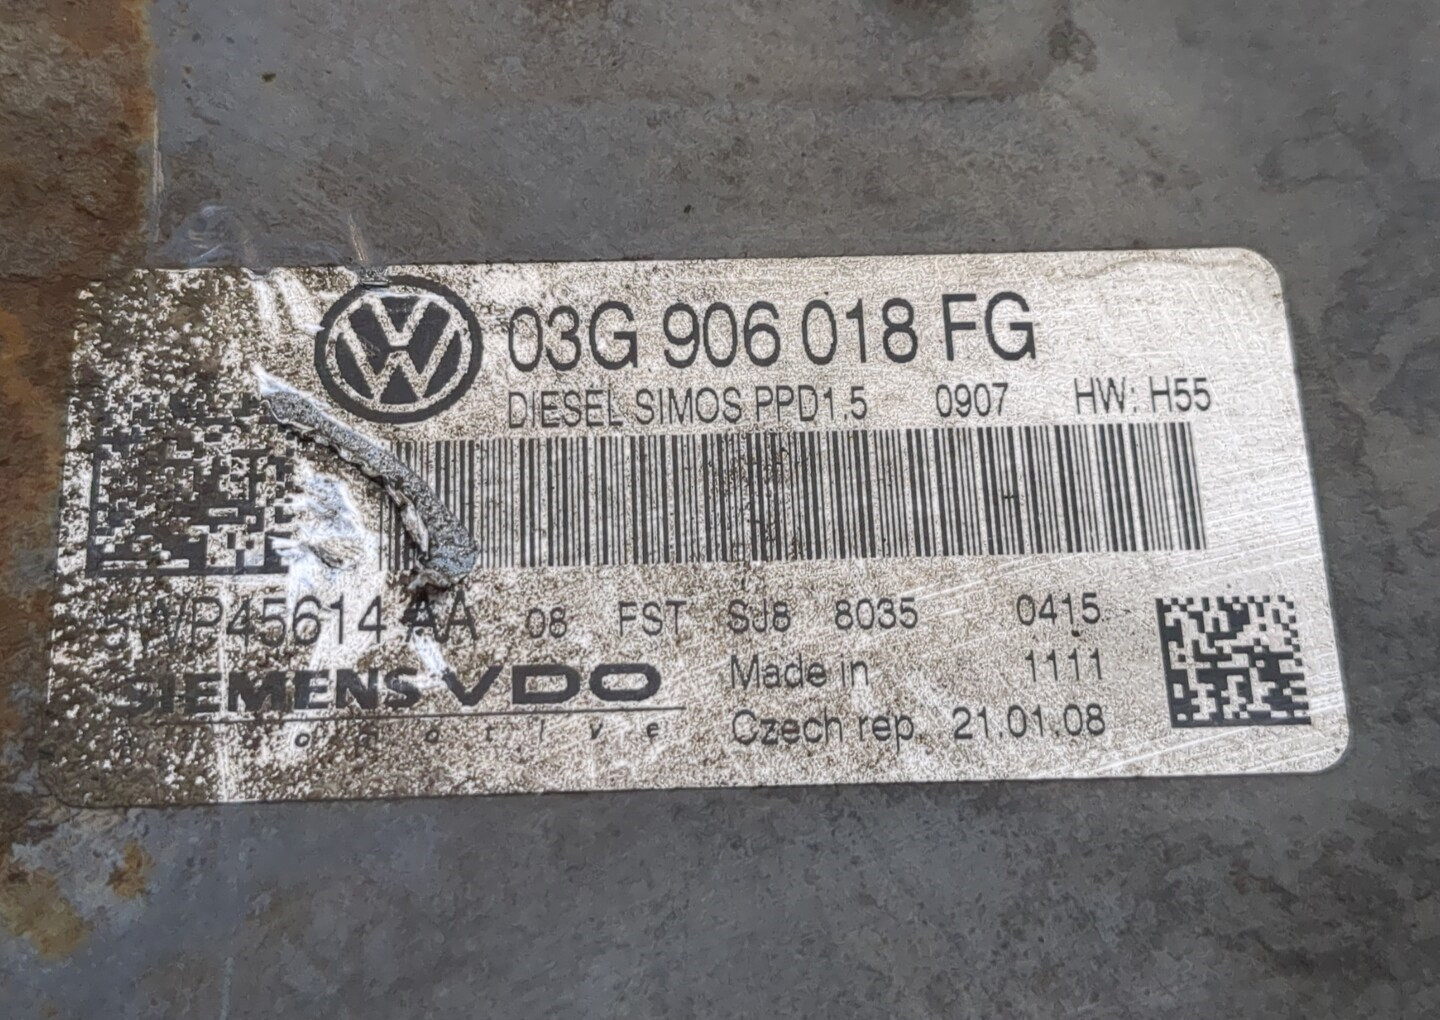 03G 906 018 FG
DIESEL SIMOS PPD1.5 0907 HW: H55
5WP45614 AA 08 FST SJ8 8035 0415
SIEMENS VDO
Made in 1111
Czech rep. 21.01.08